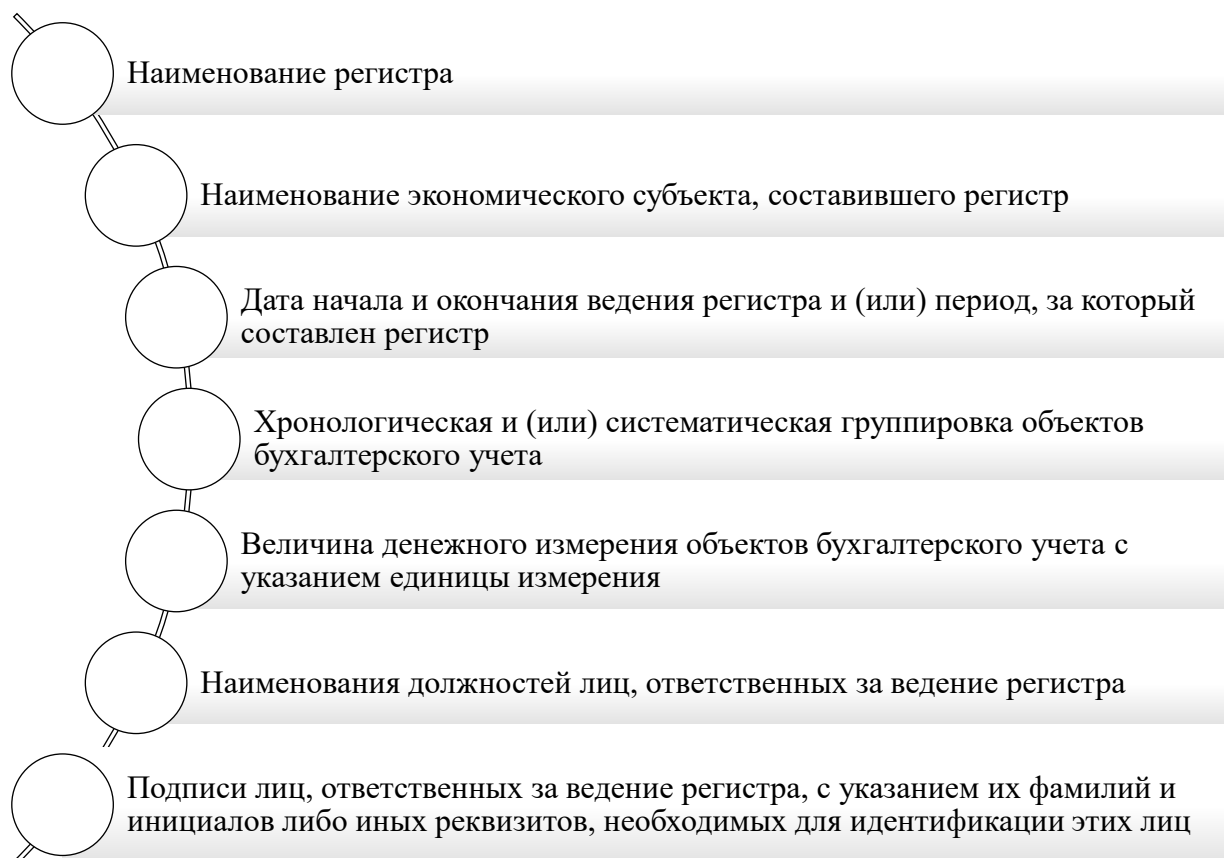 Наименование регистра
Наименование экономического субъекта, составившего регистр
Дата начала и окончания ведения регистра и (или) период, за который
составлен регистр
Хронологическая и (или) систематическая группировка объектов
бухгалтерского учета
Величина денежного измерения объектов бухгалтерского учета с
указанием единицы измерения
Наименования должностей лиц, ответственных за ведение регистра
Подписи лиц, ответственных за ведение регистра, с указанием их фамилий и
инициалов либо иных реквизитов, необходимых для идентификации этих лиц